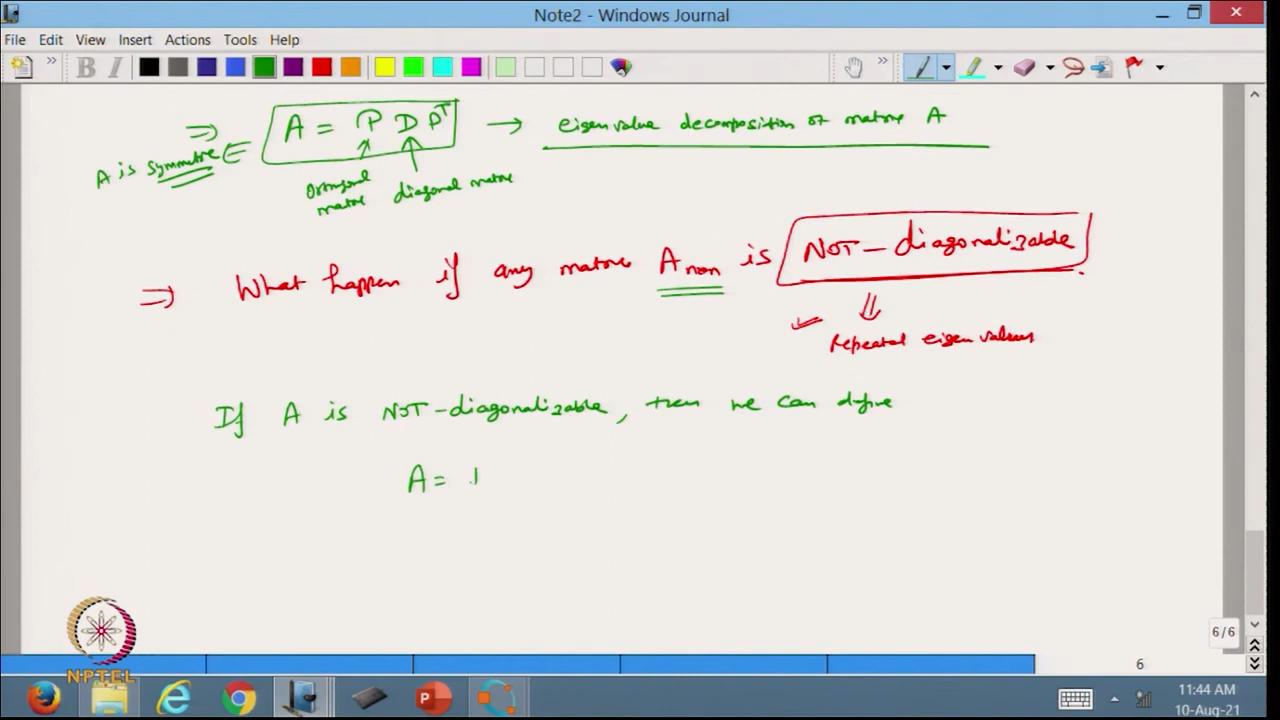 Note2 - Windows Journal
File Edit View Insert Actions Tools Help
B I
⇒ A = P D Pᵀ → eigenvalue decomposition of matrix A
A is symmetric ⇐
Orthogonal matrix diagonal matrix
⇒ What happen if any matrix Aₙₓₙ is NOT-diagonalizable
⇓
Repeated eigen values
If A is NOT-diagonalizable, then we can define
A =
6/6
NPTEL
6
11:44 AM
10-Aug-21